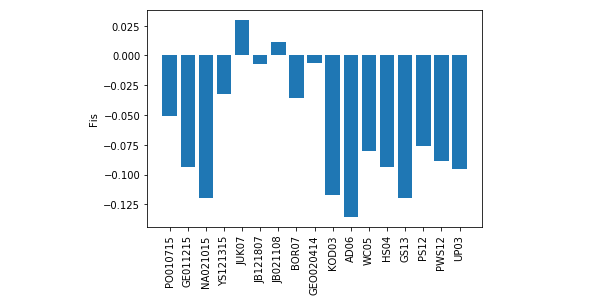 0.025
0.000
−0.025
−0.050
−0.075
−0.100
−0.125
Fis
PO010715
GE011215
NA021015
YS121315
JUK07
JB121807
JB021108
BOR07
GEO020414
KOD03
AD06
WC05
HS04
GS13
PS12
PWS12
UP03